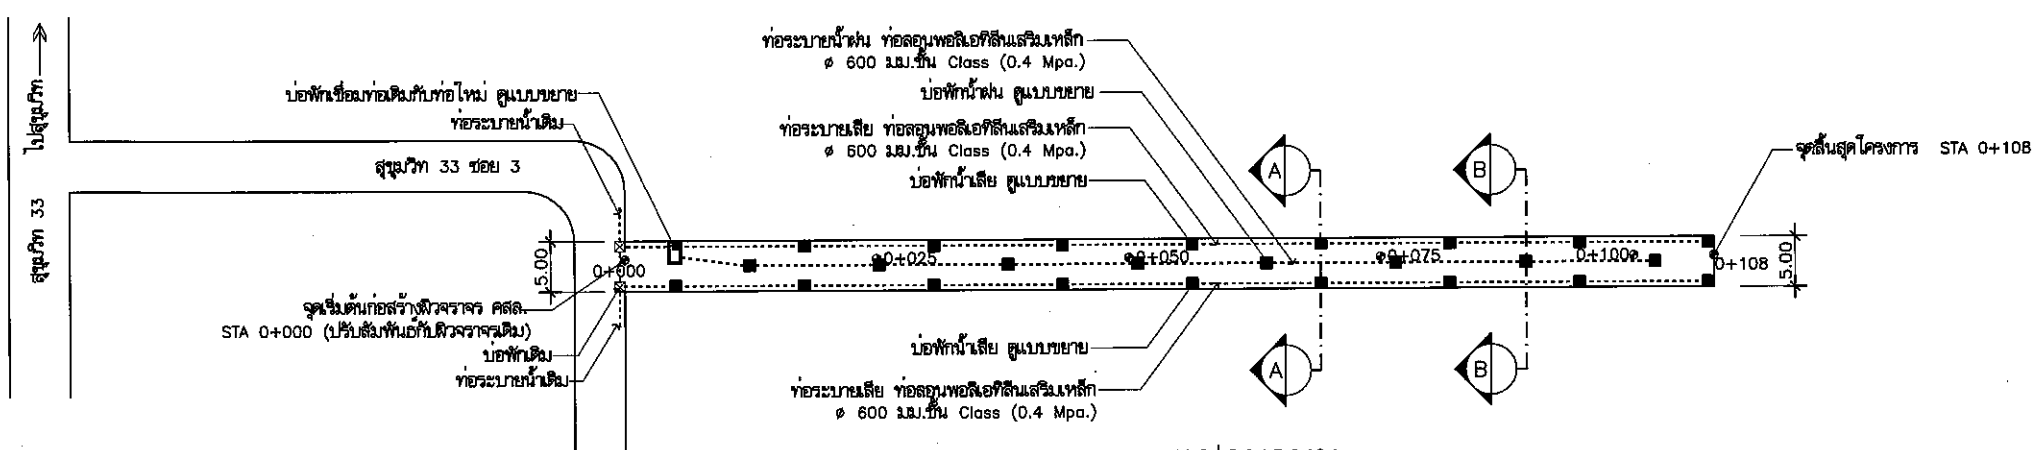 ไปสุขุมวิท
สุขุมวิท 33
บ่อพักเชื่อมท่อเดิมกับท่อใหม่ ดูแบบขยาย
ท่อระบายน้ำเดิม
สุขุมวิท 33 ซอย 3
ท่อระบายน้ำฝน ท่อลอนพอลิเอทิลีนเสริมเหล็ก
ø 600 มม.ชั้น Class (0.4 Mpa.)
บ่อพักน้ำฝน ดูแบบขยาย
ท่อระบายเสีย ท่อลอนพอลิเอทิลีนเสริมเหล็ก
ø 600 มม.ชั้น Class (0.4 Mpa.)
บ่อพักน้ำเสีย ดูแบบขยาย
A
B
จุดสิ้นสุดโครงการ STA 0+108
5.00
0+000
0+025
0+050
0+075
0+100
0+108
5.00
จุดเริ่มต้นก่อสร้างผิวจราจร คสล.
STA 0+000 (ปรับสัมพันธ์กับผิวจราจรเดิม)
บ่อพักเดิม
ท่อระบายน้ำเดิม
บ่อพักน้ำเสีย ดูแบบขยาย
ท่อระบายเสีย ท่อลอนพอลิเอทิลีนเสริมเหล็ก
ø 600 มม.ชั้น Class (0.4 Mpa.)
A
B